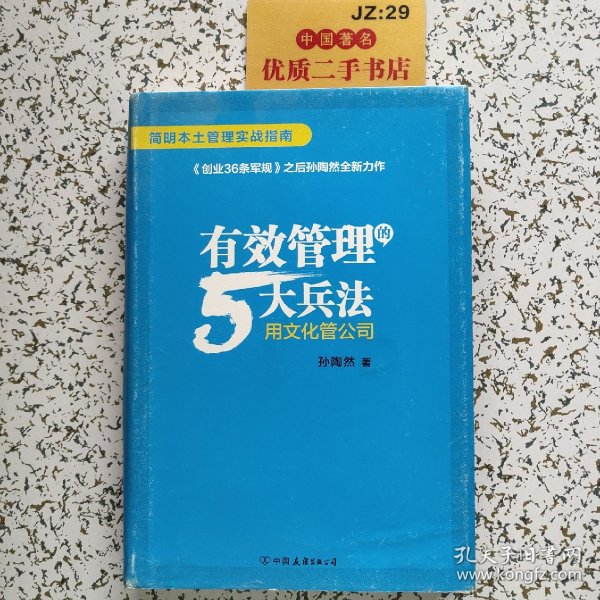 JZ:29
中国著名
优质二手书店
简明本土管理实战指南
《创业36条军规》之后孙陶然全新力作
有效管理的
5大兵法
用文化管公司
孙陶然 著
中国友谊出版公司
孔夫子旧书网
www.kongfz.com